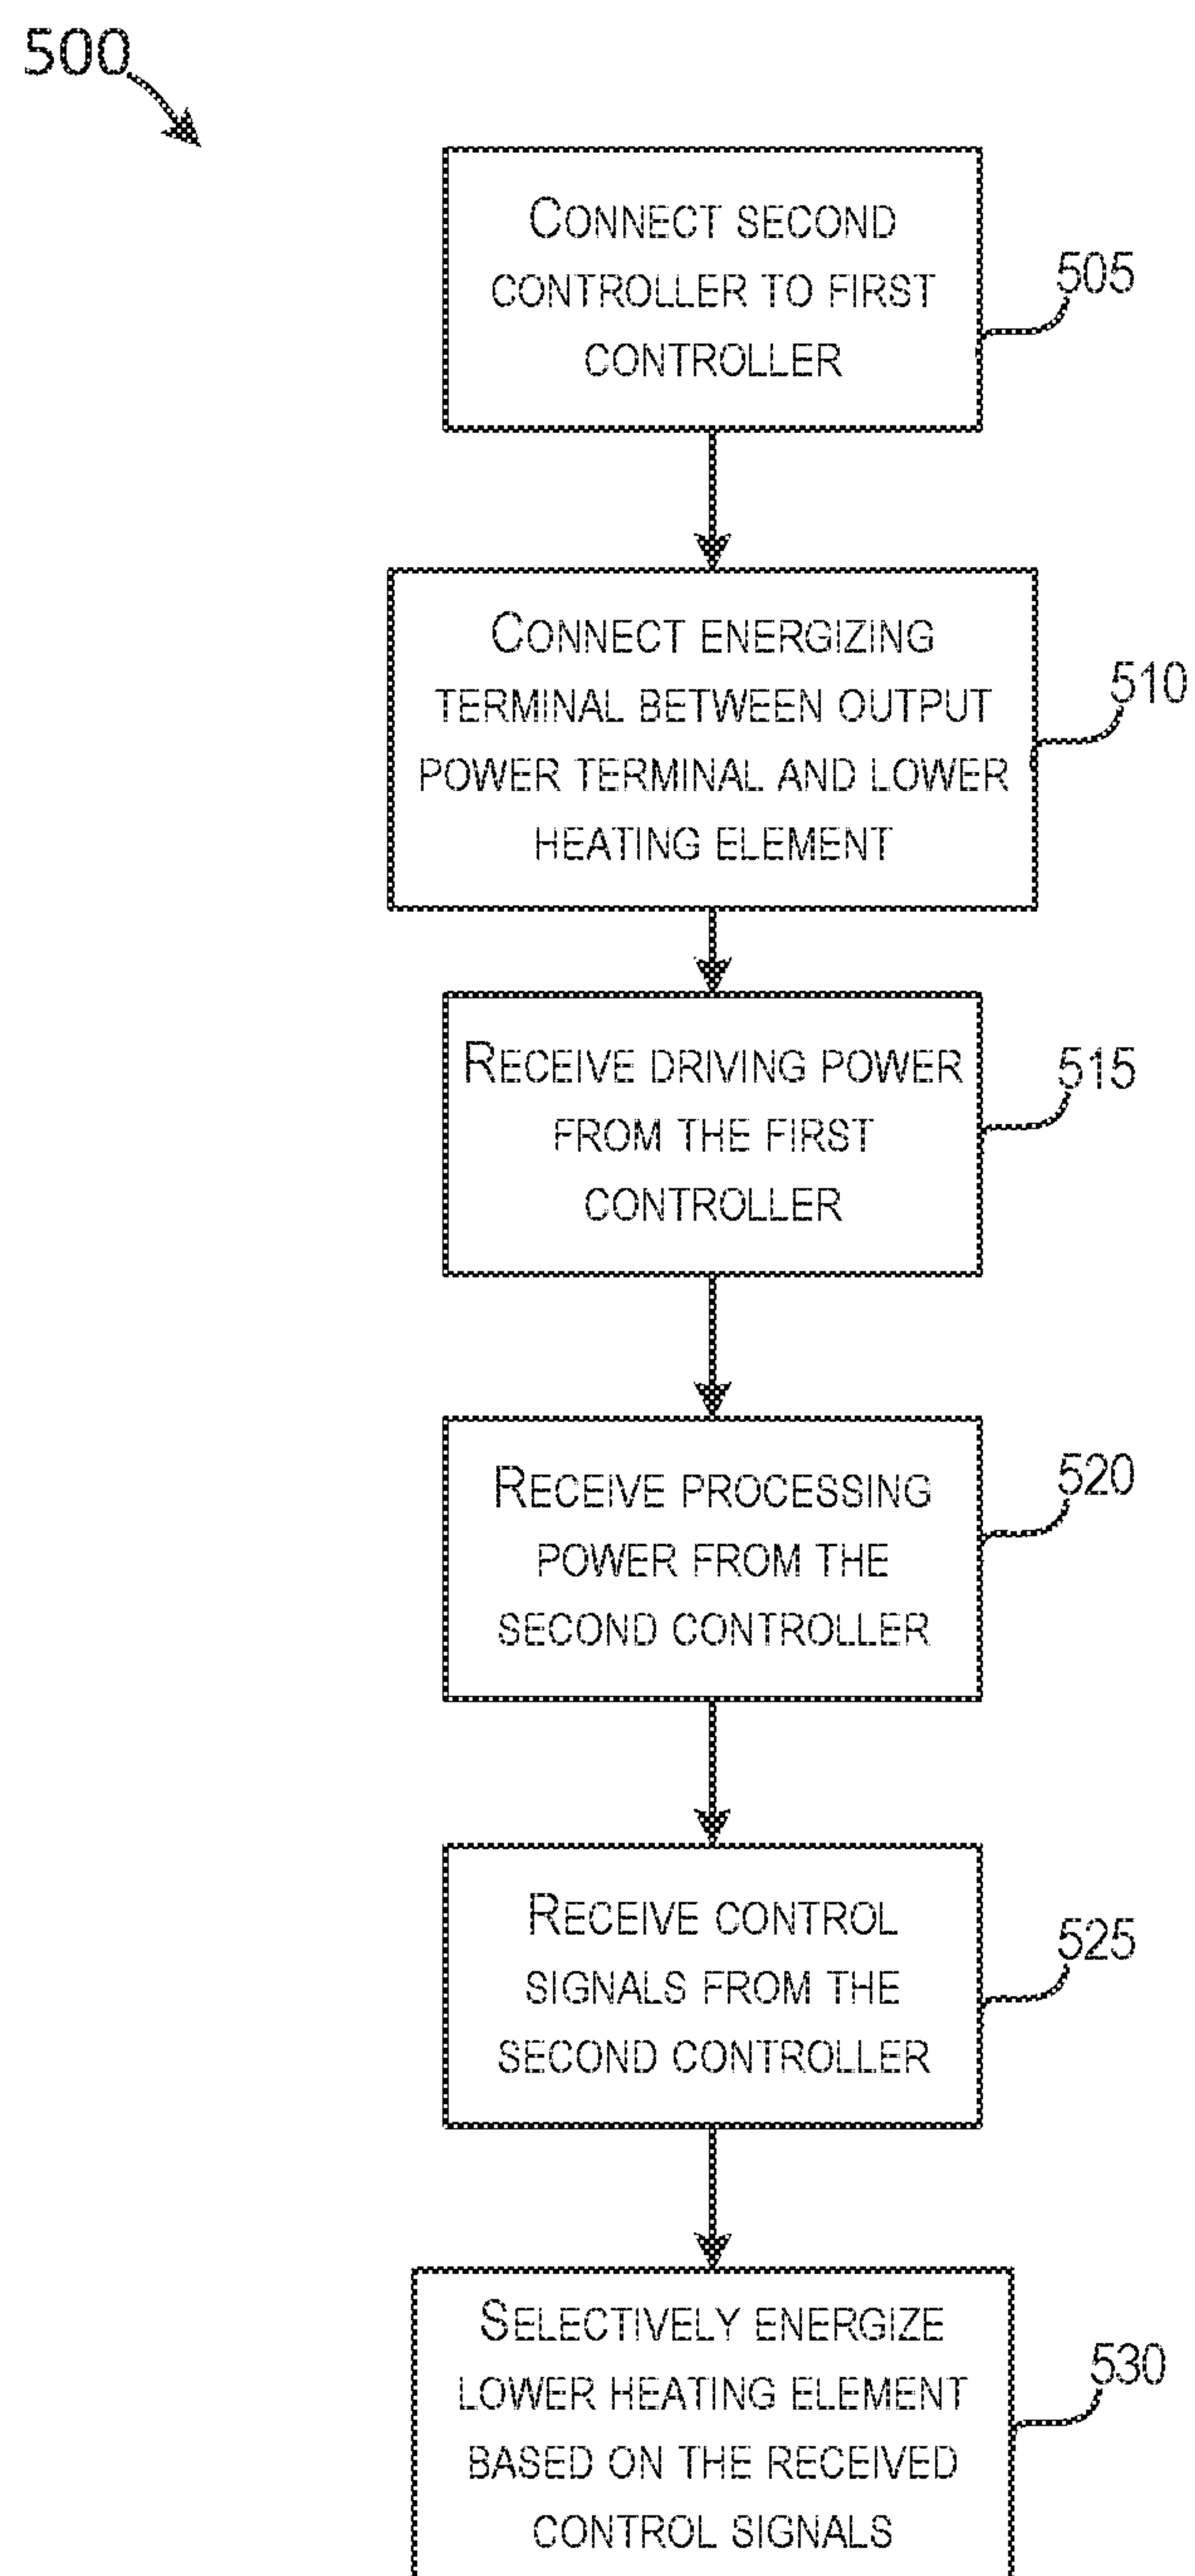 500
CONNECT SECOND
CONTROLLER TO FIRST
CONTROLLER
505
CONNECT ENERGIZING
TERMINAL BETWEEN OUTPUT
POWER TERMINAL AND LOWER
HEATING ELEMENT
510
RECEIVE DRIVING POWER
FROM THE FIRST
CONTROLLER
515
RECEIVE PROCESSING
POWER FROM THE
SECOND CONTROLLER
520
RECEIVE CONTROL
SIGNALS FROM THE
SECOND CONTROLLER
525
SELECTIVELY ENERGIZE
LOWER HEATING ELEMENT
BASED ON THE RECEIVED
CONTROL SIGNALS
530